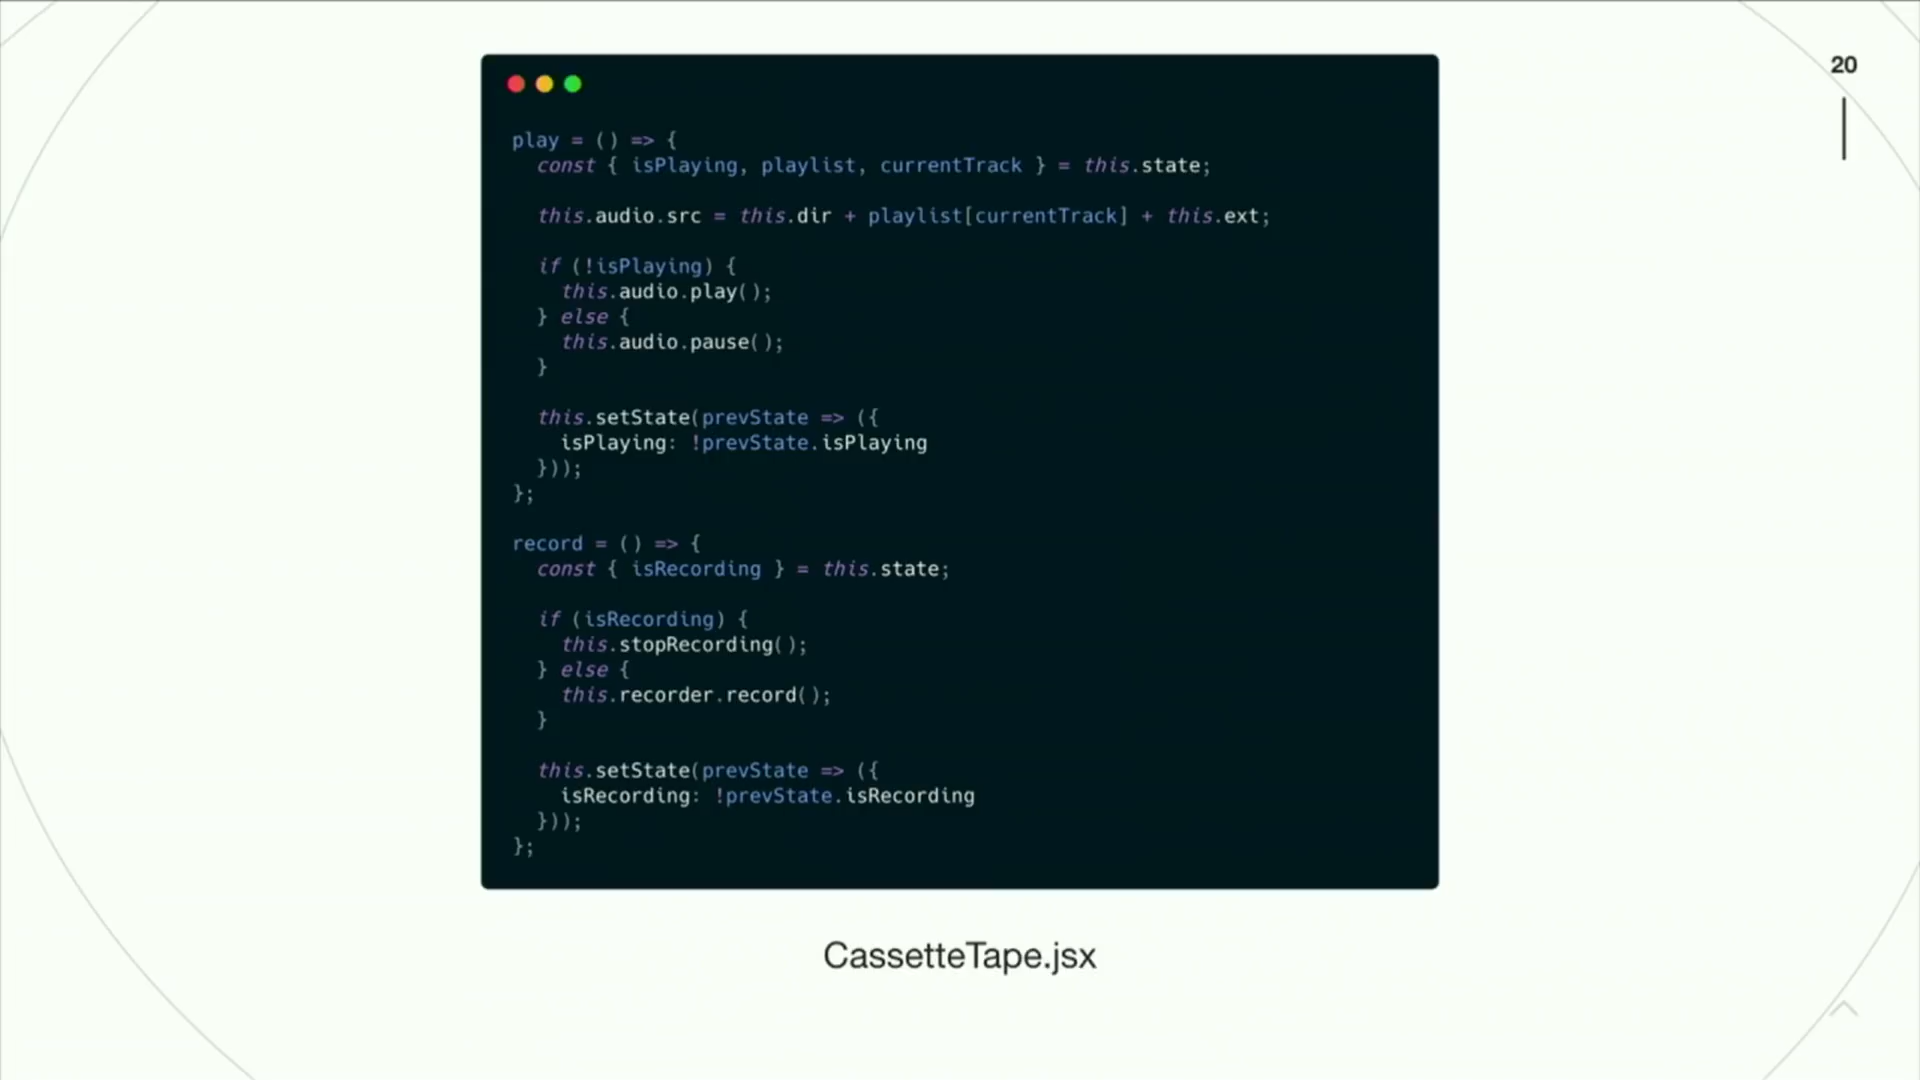 20
play = () => {
  const { isPlaying, playlist, currentTrack } = this.state;
  this.audio.src = this.dir + playlist[currentTrack] + this.ext;
  if (!isPlaying) {
    this.audio.play();
  } else {
    this.audio.pause();
  }
  this.setState(prevState => ({
    isPlaying: !prevState.isPlaying
  }));
};
record = () => {
  const { isRecording } = this.state;
  if (isRecording) {
    this.stopRecording();
  } else {
    this.recorder.record();
  }
  this.setState(prevState => ({
    isRecording: !prevState.isRecording
  }));
};
CassetteTape.jsx